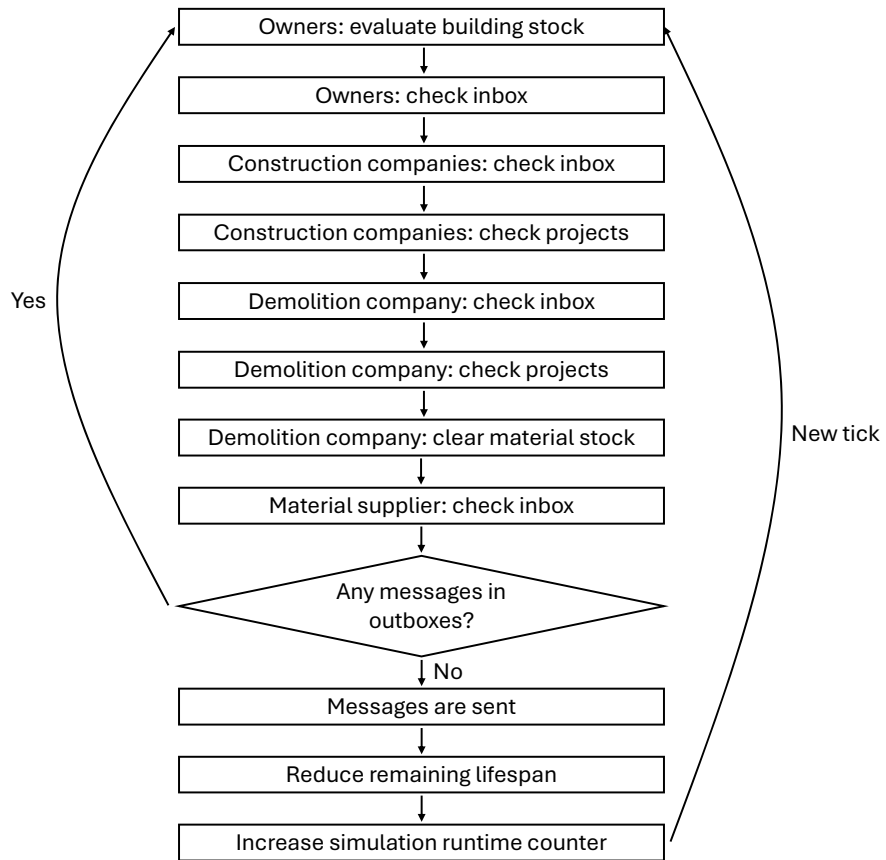 Owners: evaluate building stock
Owners: check inbox
Construction companies: check inbox
Construction companies: check projects
Yes
Demolition company: check inbox
Demolition company: check projects
Demolition company: clear material stock
New tick
Material supplier: check inbox
Any messages in
outboxes?
No
Messages are sent
Reduce remaining lifespan
Increase simulation runtime counter